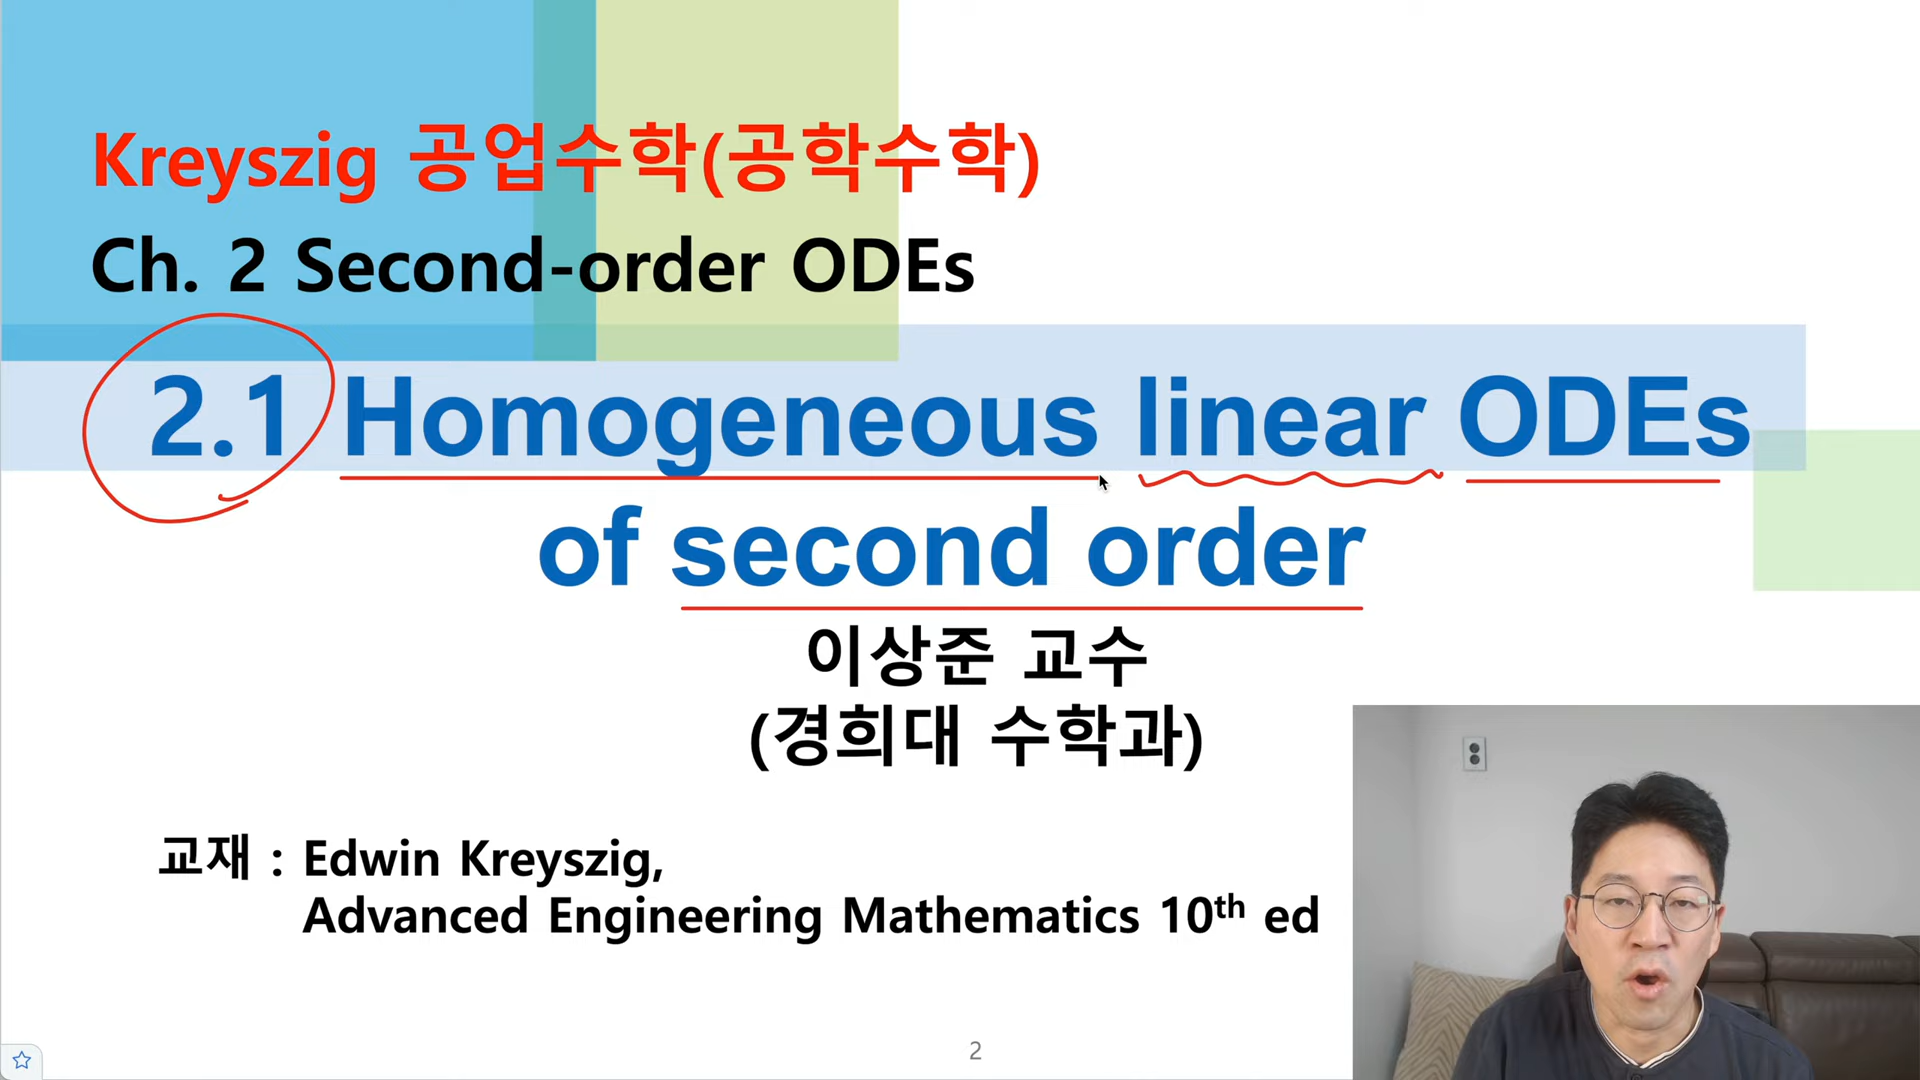 Kreyszig 공업수학(공학수학)
Ch. 2 Second-order ODEs
2.1 Homogeneous linear ODEs
of second order
이상준 교수
(경희대 수학과)
교재 : Edwin Kreyszig,
Advanced Engineering Mathematics 10th ed
2